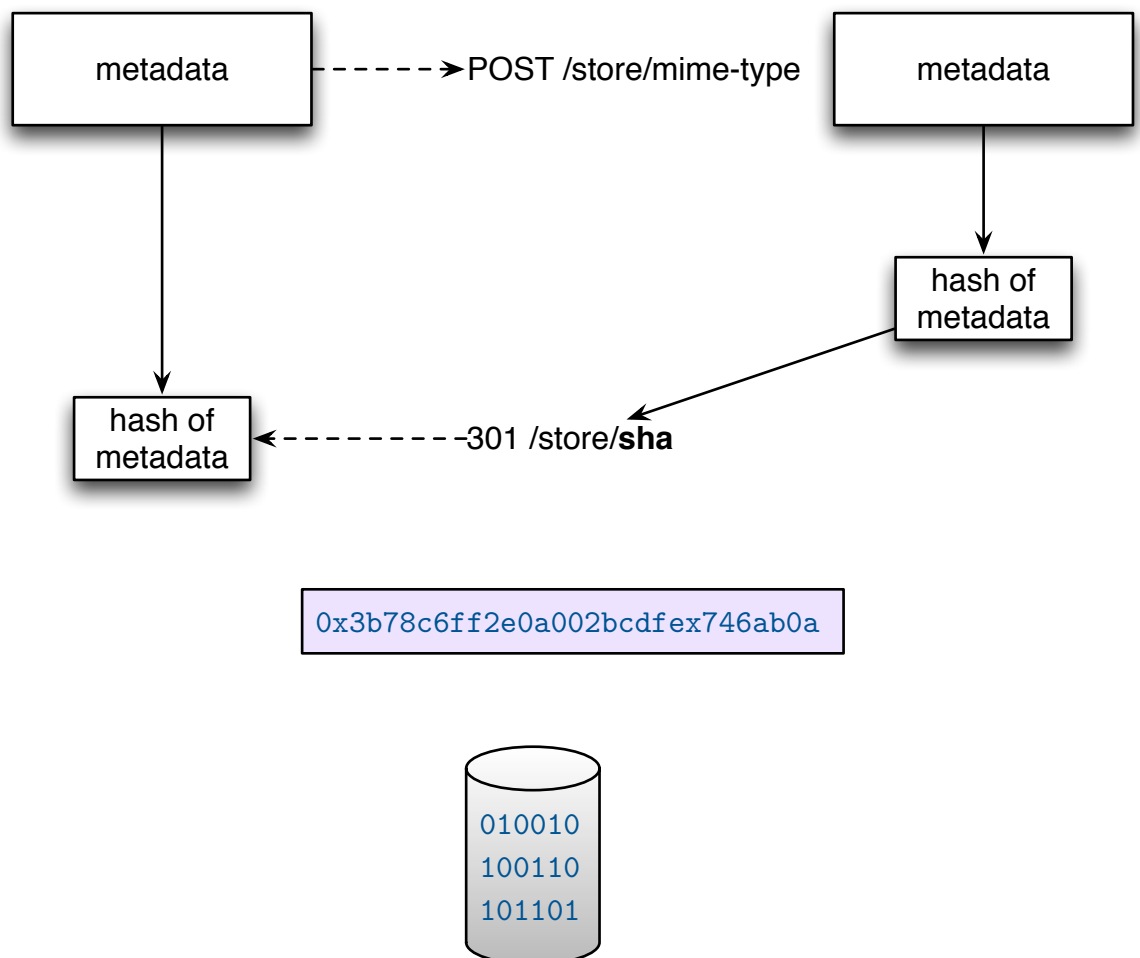 metadata
POST /store/mime-type
metadata
hash of
metadata
hash of
metadata
301 /store/sha
0x3b78c6ff2e0a002bcdfex746ab0a
010010
100110
101101